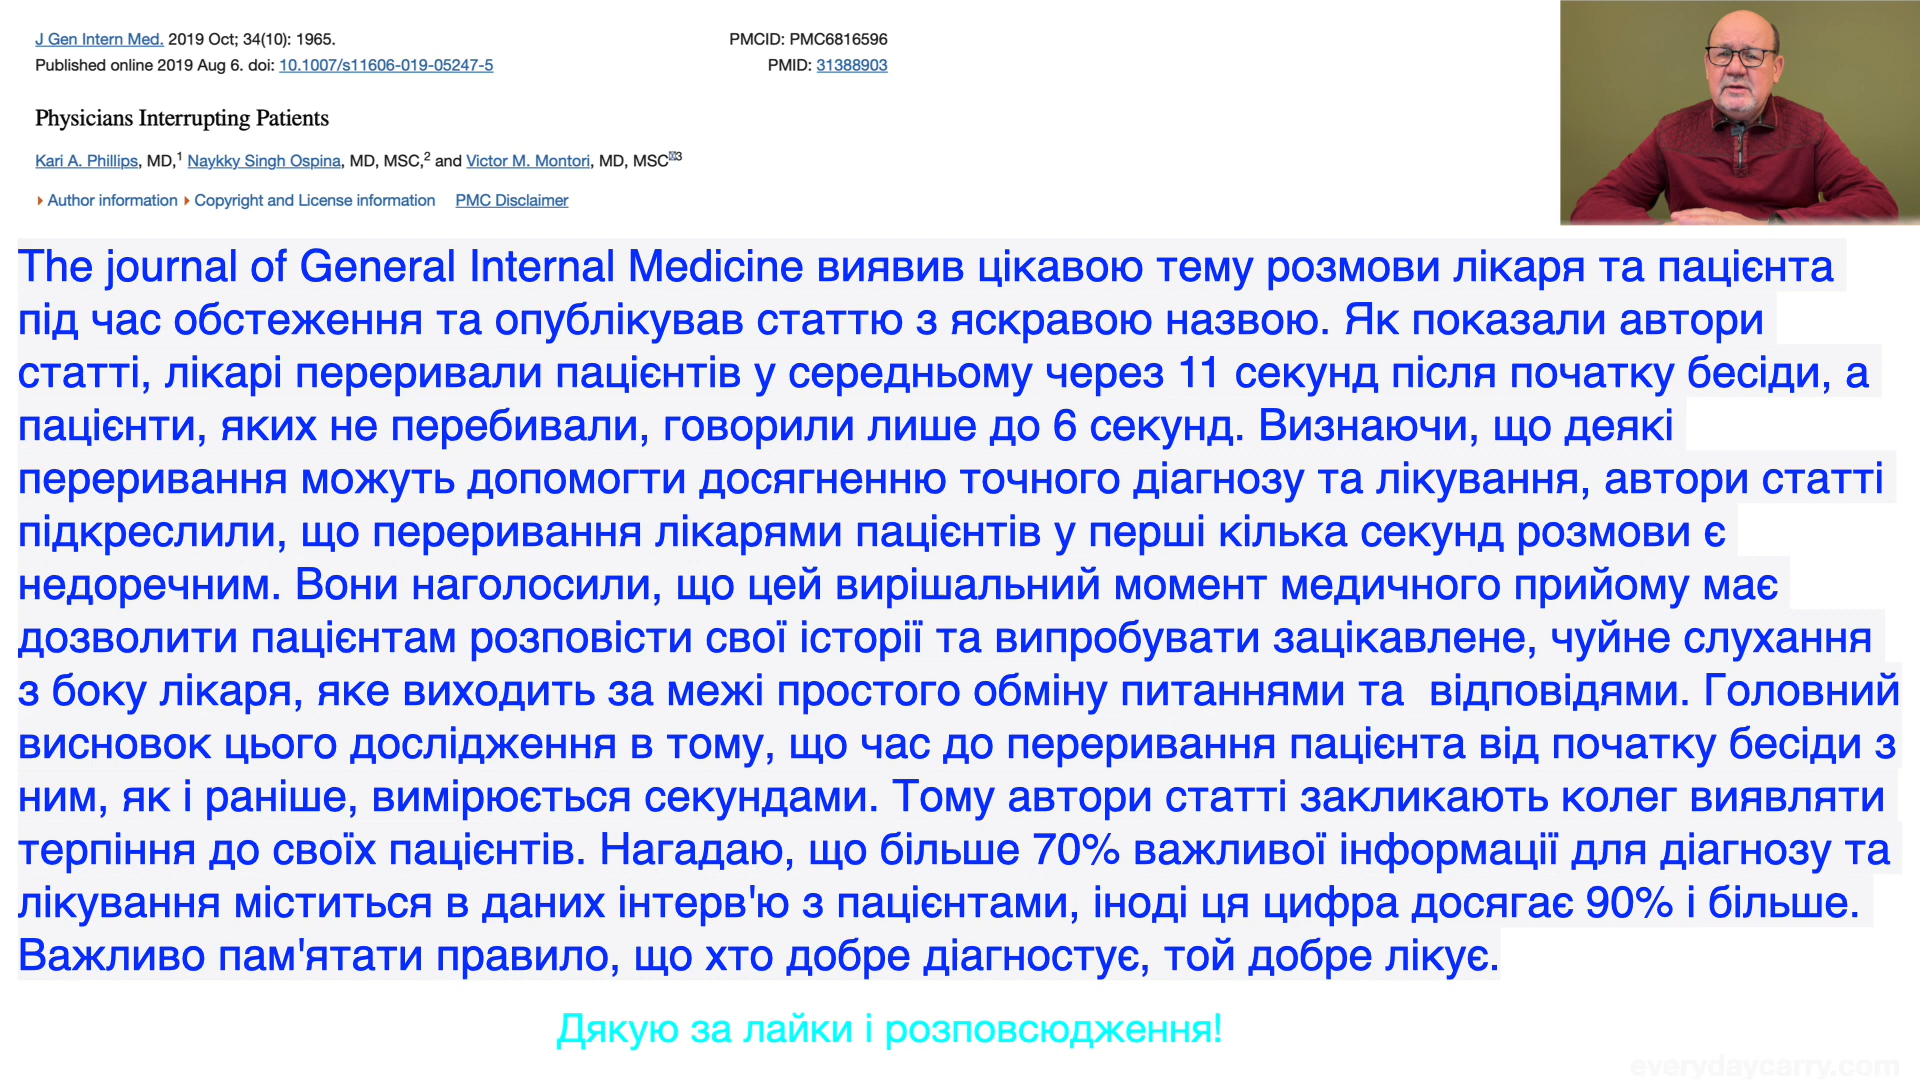 J Gen Intern Med. 2019 Oct; 34(10): 1965.
PMCID: PMC6816596
Published online 2019 Aug 6. doi: 10.1007/s11606-019-05247-5
PMID: 31388903
Physicians Interrupting Patients
Kari A. Phillips, MD,1 Naykky Singh Ospina, MD, MSC,2 and Victor M. Montori, MD, MSC3
Author information Copyright and License information PMC Disclaimer
The journal of General Internal Medicine виявив цікавою тему розмови лікаря та пацієнта
під час обстеження та опублікував статтю з яскравою назвою. Як показали автори
статті, лікарі переривали пацієнтів у середньому через 11 секунд після початку бесіди, а
пацієнти, яких не перебивали, говорили лише до 6 секунд. Визнаючи, що деякі
переривання можуть допомогти досягненню точного діагнозу та лікування, автори статті
підкреслили, що переривання лікарями пацієнтів у перші кілька секунд розмови є
недоречним. Вони наголосили, що цей вирішальний момент медичного прийому має
дозволити пацієнтам розповісти свої історії та випробувати зацікавлене, чуйне слухання
з боку лікаря, яке виходить за межі простого обміну питаннями та відповідями. Головний
висновок цього дослідження в тому, що час до переривання пацієнта від початку бесіди з
ним, як і раніше, вимірюється секундами. Тому автори статті закликають колег виявляти
терпіння до своїх пацієнтів. Нагадаю, що більше 70% важливої інформації для діагнозу та
лікування міститься в даних інтерв'ю з пацієнтами, іноді ця цифра досягає 90% і більше.
Важливо пам'ятати правило, що хто добре діагностує, той добре лікує.
Дякую за лайки і розповсюдження!
everydaycarry.com